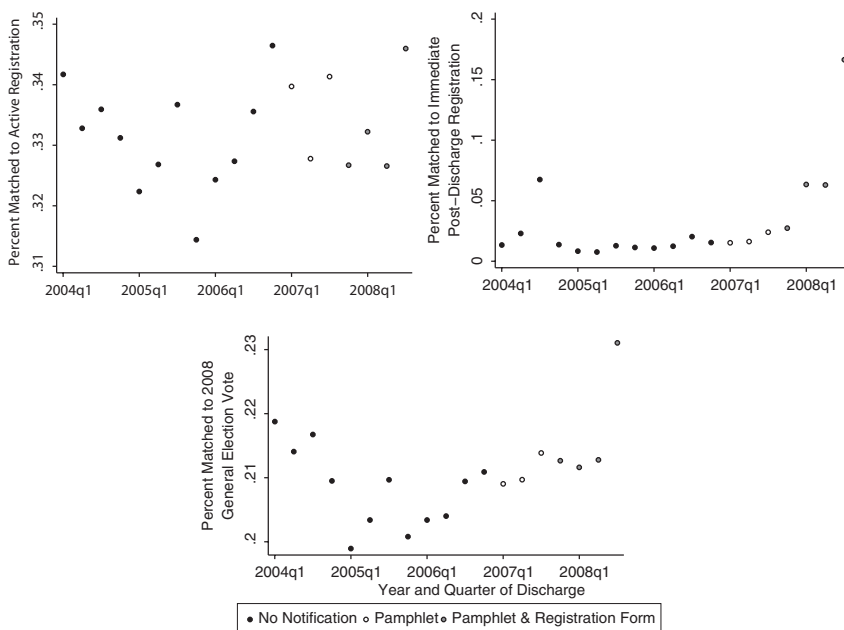 Percent Matched to Active Registration
.35
.34
.33
.32
.31
2004q1 2005q1 2006q1 2007q1 2008q1
Percent Matched to Immediate
Post−Discharge Registration
.2
.15
.1
.05
0
2004q1 2005q1 2006q1 2007q1 2008q1
Percent Matched to 2008
General Election Vote
.23
.22
.21
.2
2004q1 2005q1 2006q1 2007q1 2008q1
Year and Quarter of Discharge
No Notification Pamphlet Pamphlet & Registration Form